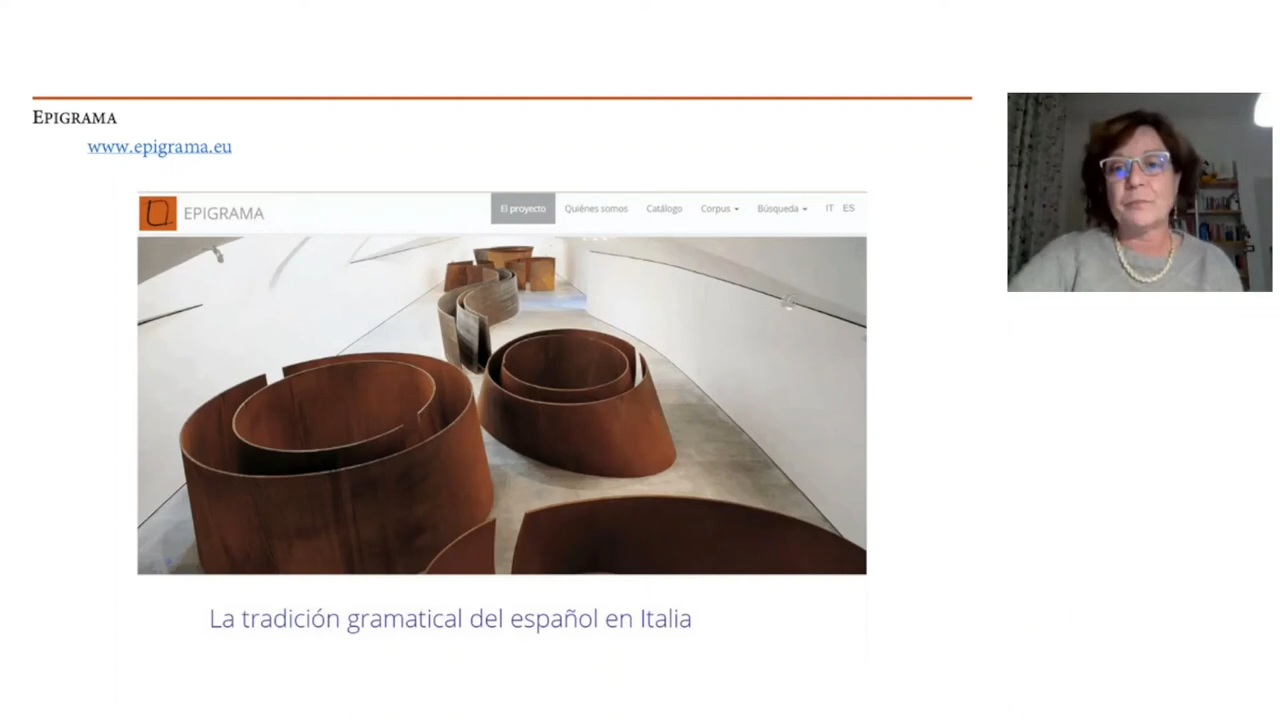 EPIGRAMA
www.epigrama.eu
EPIGRAMA
El proyecto Quiénes somos Catálogo Corpus Búsqueda IT ES
La tradición gramatical del español en Italia